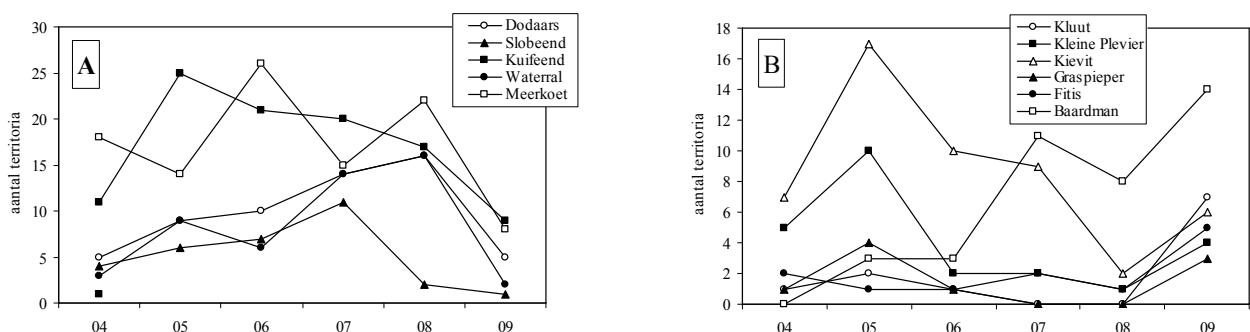 A
aantal territoria
30
25
20
15
10
5
0
04 05 06 07 08 09
Dodaars
Slobeend
Kuifeend
Waterral
Meerkoet
B
aantal territoria
18
16
14
12
10
8
6
4
2
0
04 05 06 07 08 09
Kluut
Kleine Plevier
Kievit
Graspieper
Fitis
Baardman